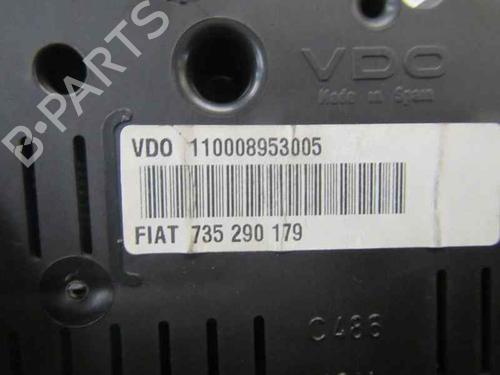 B-PARTS
VDO
Made in Spain
VDO 110008953005
FIAT 735 290 179
C486